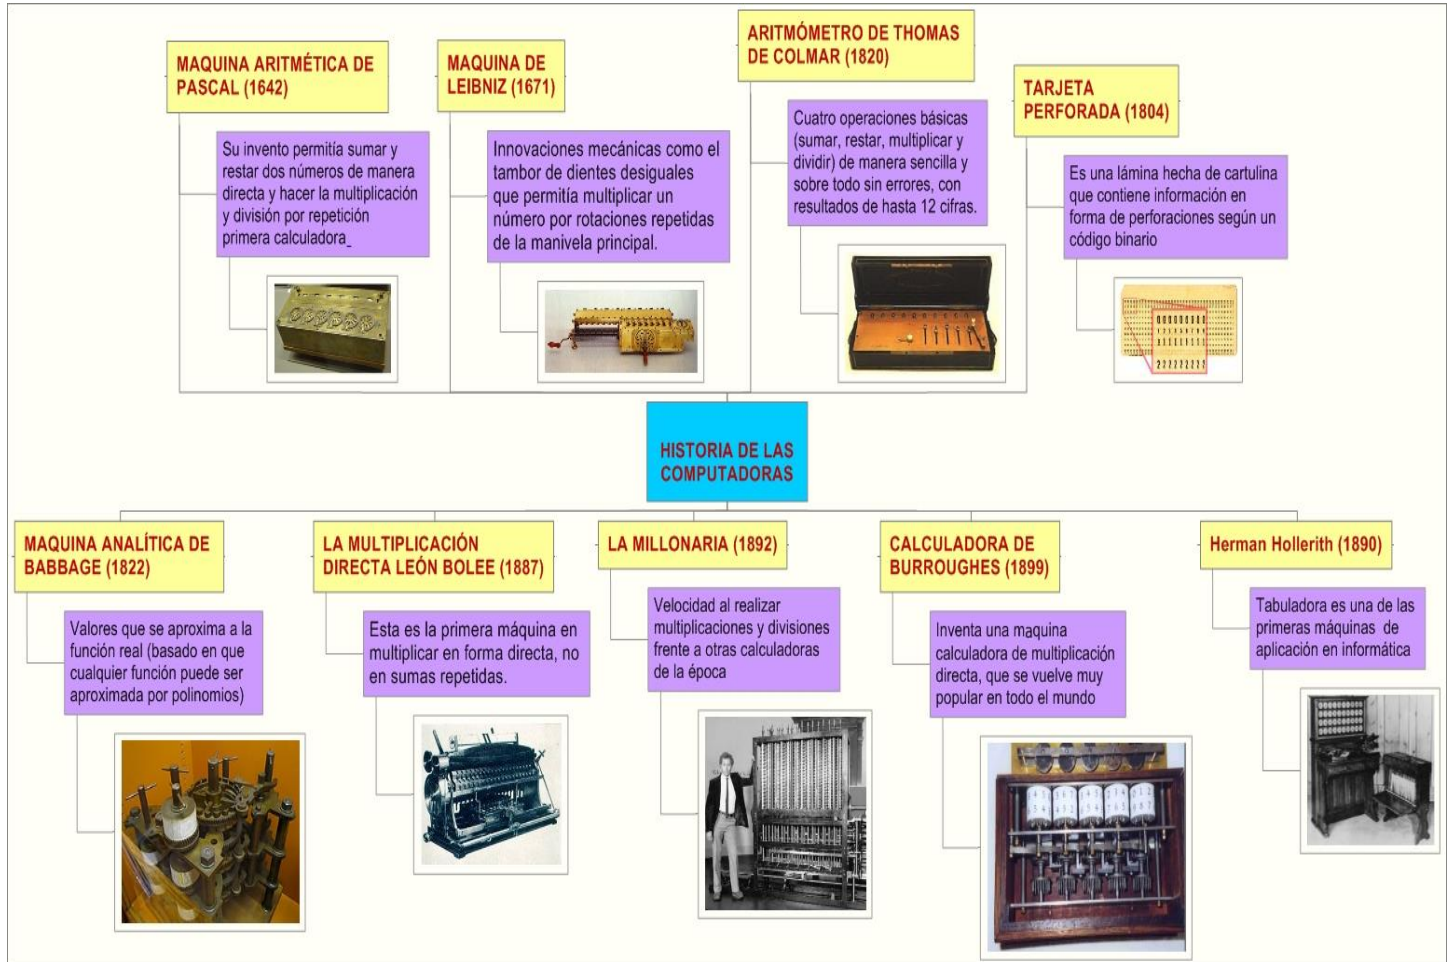 MAQUINA ARITMÉTICA DE
PASCAL (1642)
Su invento permitía sumar y
restar dos números de manera
directa y hacer la multiplicación
y división por repetición
primera calculadora_
MAQUINA DE
LEIBNIZ (1671)
Innovaciones mecánicas como el
tambor de dientes desiguales
que permitía multiplicar un
número por rotaciones repetidas
de la manivela principal.
ARITMÓMETRO DE THOMAS
DE COLMAR (1820)
Cuatro operaciones básicas
(sumar, restar, multiplicar y
dividir) de manera sencilla y
sobre todo sin errores, con
resultados de hasta 12 cifras.
TARJETA
PERFORADA (1804)
Es una lámina hecha de cartulina
que contiene información en
forma de perforaciones según un
código binario
HISTORIA DE LAS
COMPUTADORAS
MAQUINA ANALÍTICA DE
BABBAGE (1822)
Valores que se aproxima a la
función real (basado en que
cualquier función puede ser
aproximada por polinomios)
LA MULTIPLICACIÓN
DIRECTA LEÓN BOLEE (1887)
Esta es la primera máquina en
multiplicar en forma directa, no
en sumas repetidas.
LA MILLONARIA (1892)
Velocidad al realizar
multiplicaciones y divisiones
frente a otras calculadoras
de la época
CALCULADORA DE
BURROUGHES (1899)
Inventa una maquina
calculadora de multiplicación
directa, que se vuelve muy
popular en todo el mundo
Herman Hollerith (1890)
Tabuladora es una de las
primeras máquinas de
aplicación en informática